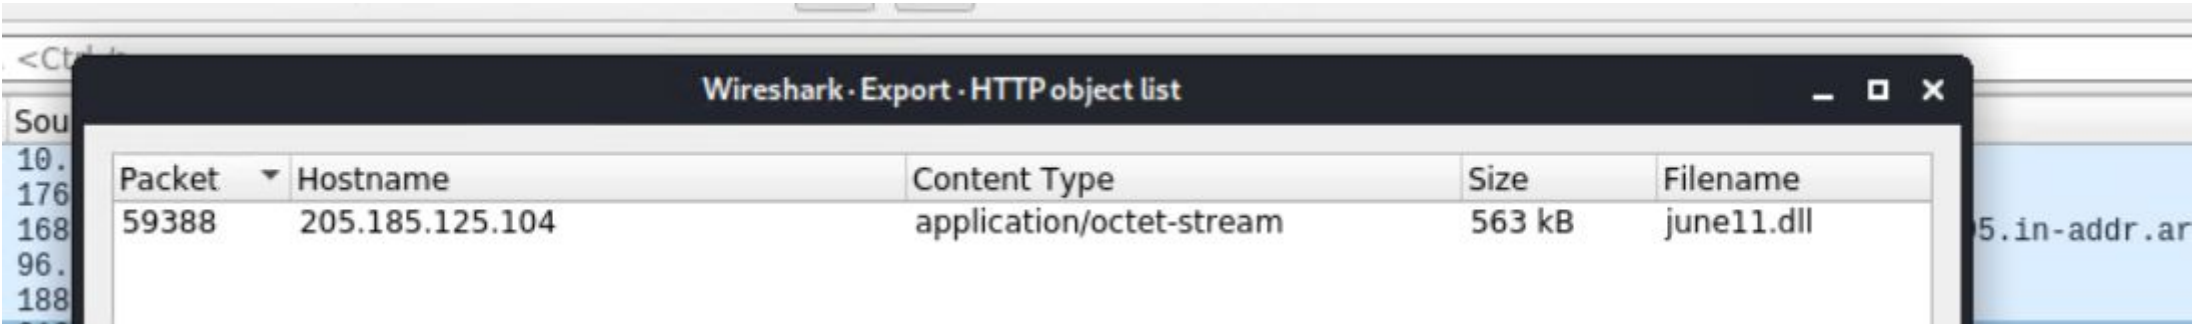 <Ctrl-/>
Wireshark · Export · HTTP object list
Sou
Packet Hostname Content Type Size Filename
10.
176
59388 205.185.125.104 application/octet-stream 563 kB june11.dll
168
5.in-addr.ar
96.
188